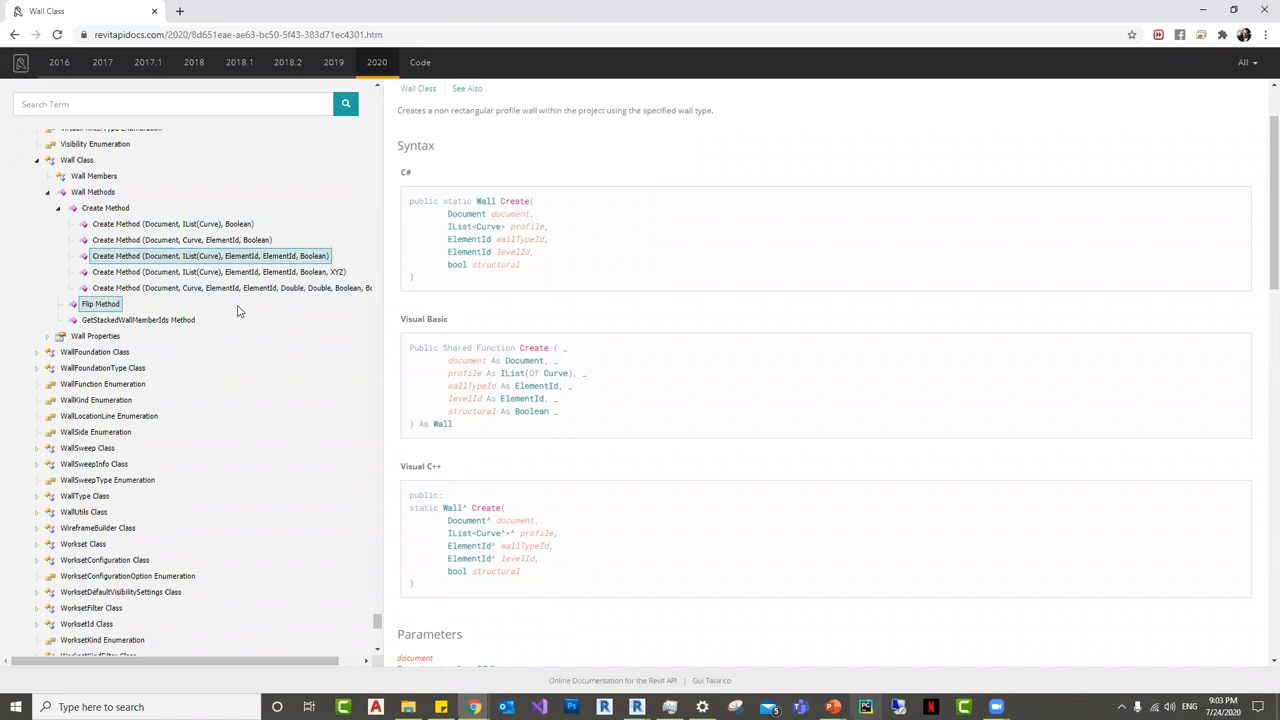 Wall Class
revitapidocs.com/2020/8d651eae-ae63-bc50-5f43-383d71ec4301.htm
2016 2017 2017.1 2018 2018.1 2018.2 2019 2020 Code All
Search Term
Visibility Enumeration
Wall Class
Wall Members
Wall Methods
Create Method
Create Method (Document, IList(Curve), Boolean)
Create Method (Document, Curve, ElementId, Boolean)
Create Method (Document, IList(Curve), ElementId, ElementId, Boolean)
Create Method (Document, IList(Curve), ElementId, ElementId, Boolean, XYZ)
Create Method (Document, Curve, ElementId, ElementId, Double, Double, Boolean, Bo
Flip Method
GetStackedWallMemberIds Method
Wall Properties
WallFoundation Class
WallFoundationType Class
WallFunction Enumeration
WallKind Enumeration
WallLocationLine Enumeration
WallSide Enumeration
WallSweep Class
WallSweepInfo Class
WallSweepType Enumeration
WallType Class
WallUtils Class
WireframeBuilder Class
Workset Class
WorksetConfiguration Class
WorksetConfigurationOption Enumeration
WorksetDefaultVisibilitySettings Class
WorksetFilter Class
WorksetId Class
WorksetKind Enumeration
Wall Class See Also
Creates a non rectangular profile wall within the project using the specified wall type.
Syntax
C#
public static Wall Create(
Document document,
IList<Curve> profile,
ElementId wallTypeId,
ElementId levelId,
bool structural
)
Visual Basic
Public Shared Function Create ( _
document As Document, _
profile As IList(Of Curve), _
wallTypeId As ElementId, _
levelId As ElementId, _
structural As Boolean _
) As Wall
Visual C++
public:
static Wall^ Create(
Document^ document,
IList<Curve^>^ profile,
ElementId^ wallTypeId,
ElementId^ levelId,
bool structural
)
Parameters
document
Online Documentation for the Revit API | Gui Talarico
Type here to search
9:03 PM
7/24/2020